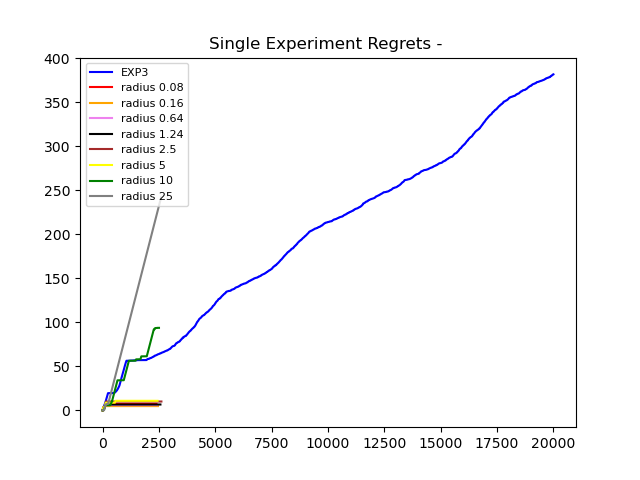 Single Experiment Regrets -
400
350
300
250
200
150
100
50
0
EXP3
radius 0.08
radius 0.16
radius 0.64
radius 1.24
radius 2.5
radius 5
radius 10
radius 25
0 2500 5000 7500 10000 12500 15000 17500 20000